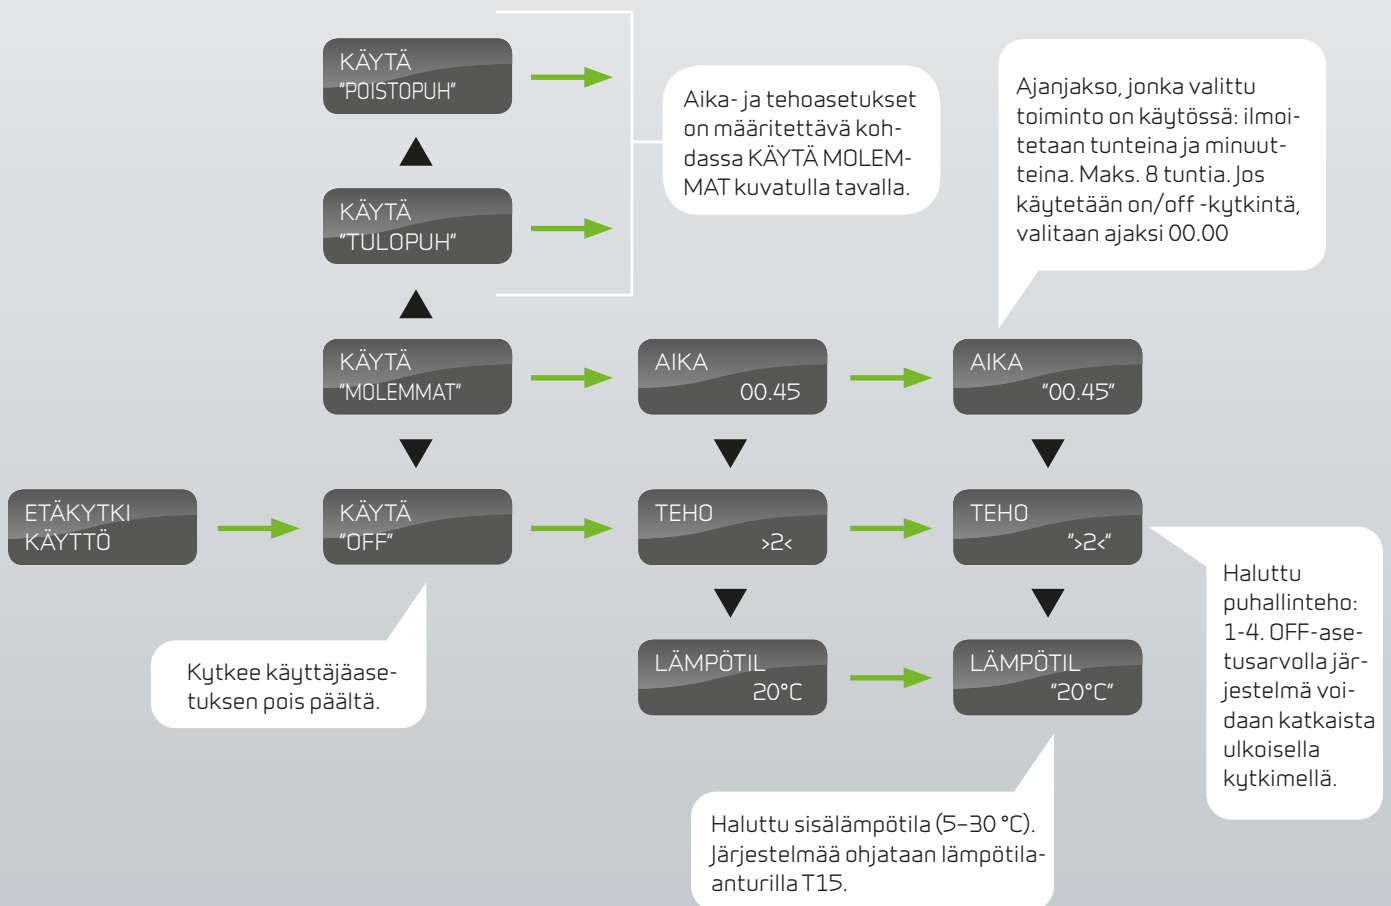 KÄYTÄ
"POISTOPUH"
Aika- ja tehoasetukset
on määritettävä koh-
dassa KÄYTÄ MOLEM-
MAT kuvatulla tavalla.
Ajanjakso, jonka valittu
toiminto on käytössä: ilmoi-
tetaan tunteina ja minuut-
teina. Maks. 8 tuntia. Jos
käytetään on/off -kytkintä,
valitaan ajaksi 00.00
KÄYTÄ
"TULOPUH"
KÄYTÄ
"MOLEMMAT"
AIKA
00.45
AIKA
"00.45"
ETÄKYTKI
KÄYTTÖ
KÄYTÄ
"OFF"
TEHO
>2<
TEHO
">2<"
Kytkee käyttäjäase-
tuksen pois päältä.
LÄMPÖTIL
20°C
LÄMPÖTIL
"20°C"
Haluttu
puhallinteho:
1-4. OFF-ase-
tusarvolla jär-
jestelmä voi-
daan katkaista
ulkoisella
kytkimellä.
Haluttu sisälämpötila (5–30 °C).
Järjestelmää ohjataan lämpötila-
anturilla T15.